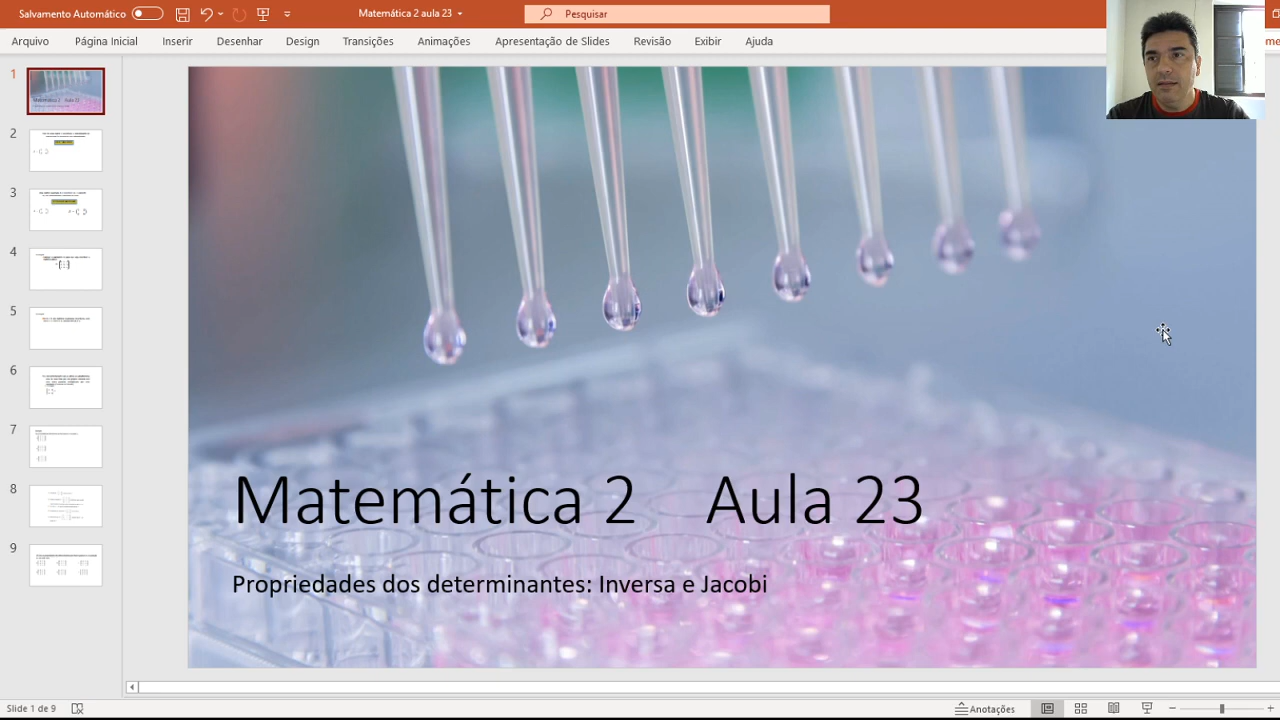 Salvamento Automático
Matemática 2 aula 23
Pesquisar
Arquivo Página Inicial Inserir Desenhar Design Transições Animações Apresentação de Slides Revisão Exibir Ajuda
1
2
3
4
5
6
7
8
9
Matemática 2 Aula 23
Propriedades dos determinantes: Inversa e Jacobi
Slide 1 de 9
Anotações